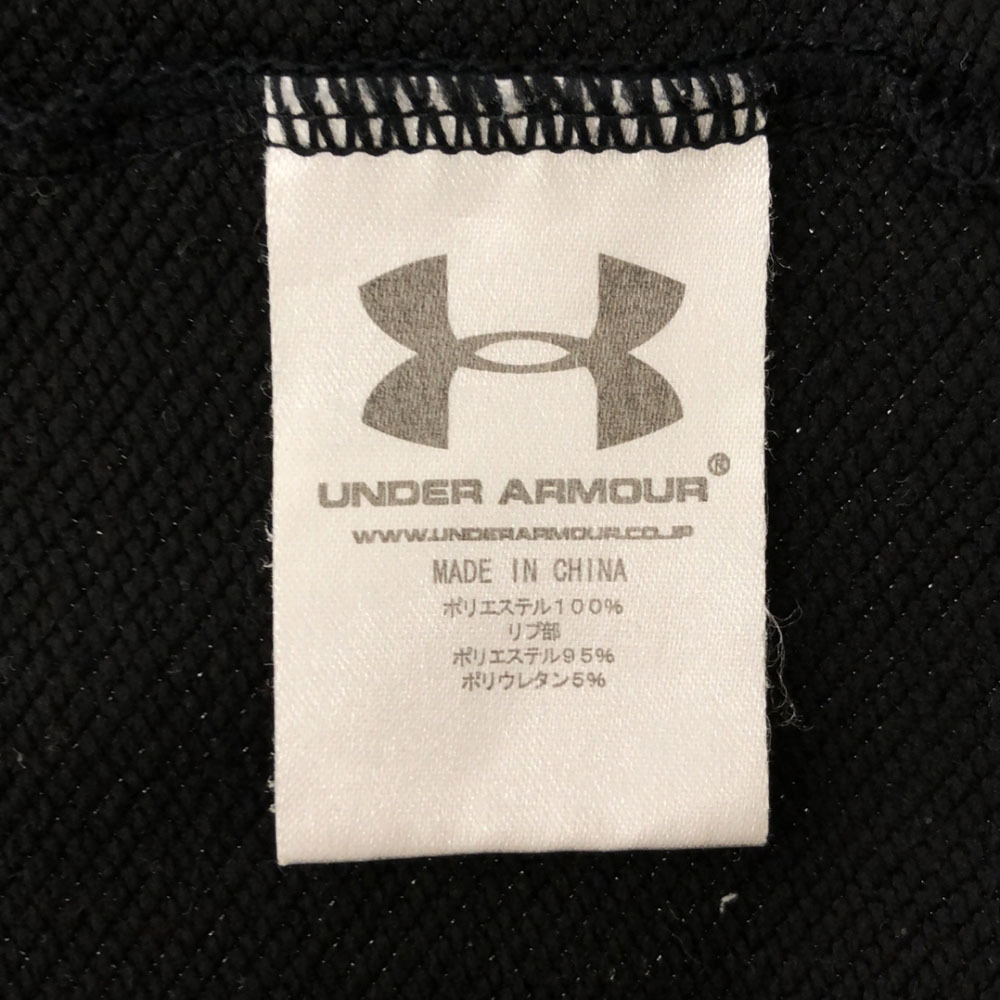 UNDER ARMOUR®
WWW.UNDERARMOUR.CO.JP
MADE IN CHINA
ポリエステル100%
リブ部
ポリエステル95%
ポリウレタン5%